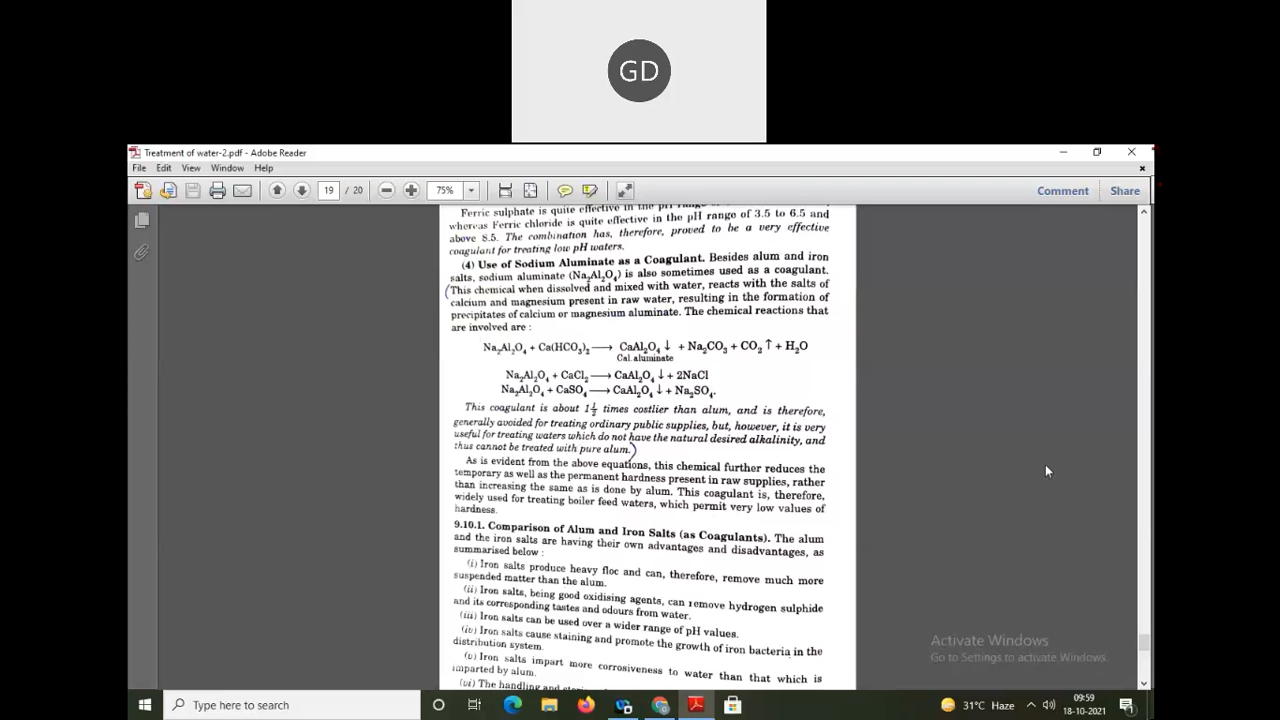 GD
Treatment of water-2.pdf - Adobe Reader
File Edit View Window Help
19 / 20 75% Comment Share
Ferric sulphate is quite effective in the pH range of
whereas Ferric chloride is quite effective in the pH range of 3.5 to 6.5 and
above 8.5. The combination has, therefore, proved to be a very effective
coagulant for treating low pH waters.
(4) Use of Sodium Aluminate as a Coagulant. Besides alum and iron
salts, sodium aluminate (Na₂Al₂O₄) is also sometimes used as a coagulant.
(This chemical when dissolved and mixed with water, reacts with the salts of
calcium and magnesium present in raw water, resulting in the formation of
precipitates of calcium or magnesium aluminate. The chemical reactions that
are involved are :
Na₂Al₂O₄ + Ca(HCO₃)₂ ⟶ CaAl₂O₄ ↓ + Na₂CO₃ + CO₂ ↑ + H₂O
Cal. aluminate
Na₂Al₂O₄ + CaCl₂ ⟶ CaAl₂O₄ ↓ + 2NaCl
Na₂Al₂O₄ + CaSO₄ ⟶ CaAl₂O₄ ↓ + Na₂SO₄.
This coagulant is about 1½ times costlier than alum, and is therefore,
generally avoided for treating ordinary public supplies, but, however, it is very
useful for treating waters which do not have the natural desired alkalinity, and
thus cannot be treated with pure alum.)
As is evident from the above equations, this chemical further reduces the
temporary as well as the permanent hardness present in raw supplies, rather
than increasing the same as is done by alum. This coagulant is, therefore,
widely used for treating boiler feed waters, which permit very low values of
hardness.
9.10.1. Comparison of Alum and Iron Salts (as Coagulants). The alum
and the iron salts are having their own advantages and disadvantages, as
summarised below :
(i) Iron salts produce heavy floc and can, therefore, remove much more
suspended matter than the alum.
(ii) Iron salts, being good oxidising agents, can remove hydrogen sulphide
and its corresponding tastes and odours from water.
(iii) Iron salts can be used over a wider range of pH values.
(iv) Iron salts cause staining and promote the growth of iron bacteria in the
distribution system.
(v) Iron salts impart more corrosiveness to water than that which is
imparted by alum.
(vi) The handling and
Activate Windows
Go to Settings to activate Windows.
Type here to search
31°C Haze
09:59
18-10-2021